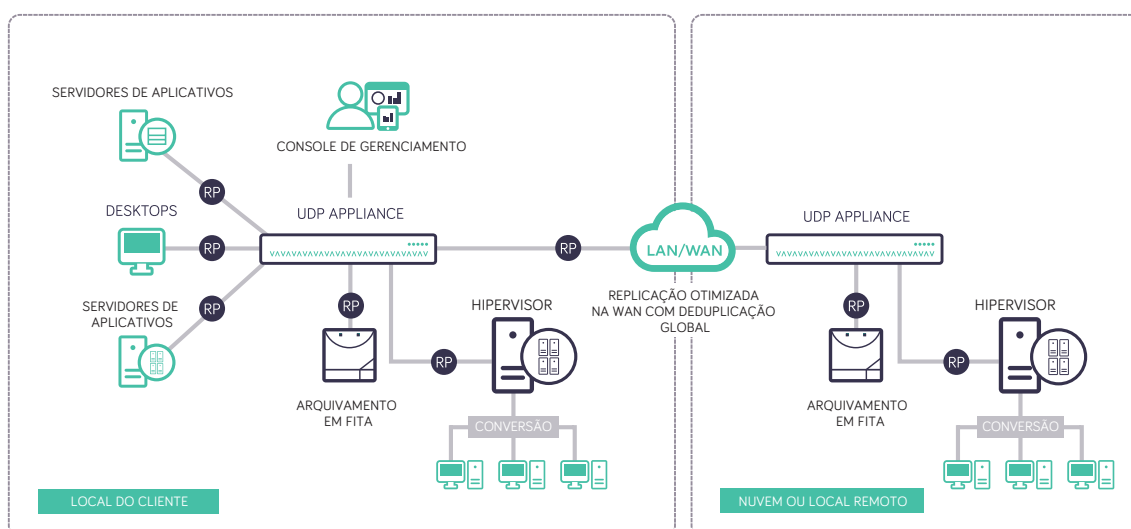 SERVIDORES DE APLICATIVOS
CONSOLE DE GERENCIAMENTO
RP
DESKTOPS
UDP APPLIANCE
RP
RP
LAN/WAN
UDP APPLIANCE
SERVIDORES DE
APLICATIVOS
RP
RP
REPLICAÇÃO OTIMIZADA
NA WAN COM DEDUPLICAÇÃO
GLOBAL
HIPERVISOR
RP
ARQUIVAMENTO
EM FITA
CONVERSÃO
RP
HIPERVISOR
RP
ARQUIVAMENTO
EM FITA
CONVERSÃO
LOCAL DO CLIENTE
NUVEM OU LOCAL REMOTO